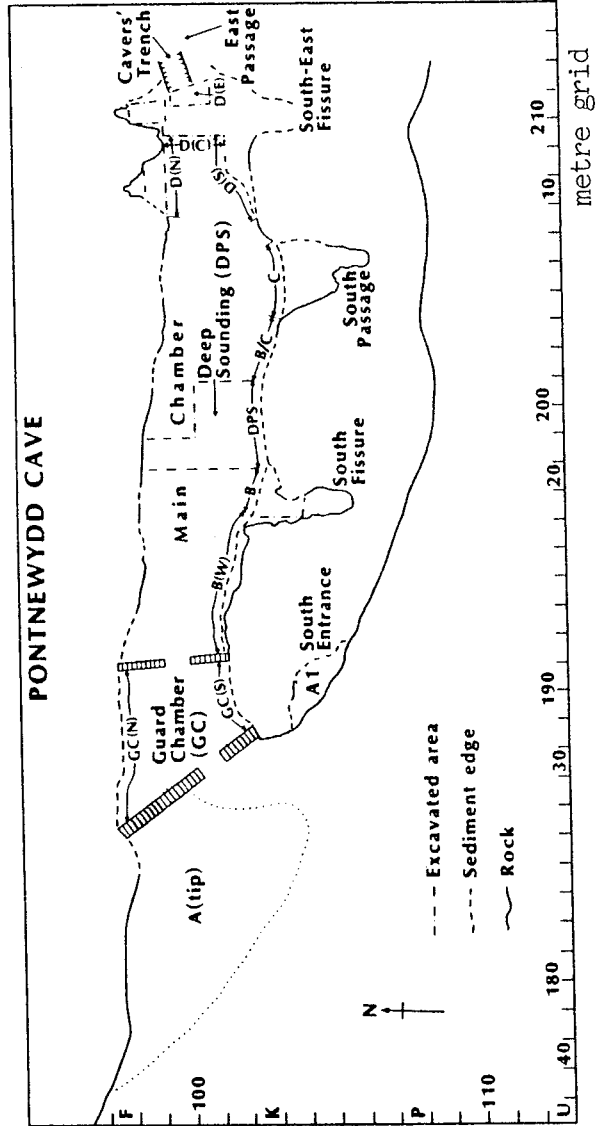 PONTNEWYDD CAVE
Cavers'
Trench
East
Passage
D(E)
D(N)
D(C)
D(S)
South-East
Fissure
Chamber
Deep
Sounding (DPS)
C
B/C
South
Passage
DPS
Main
B
South
Fissure
B(W)
GC(N)
Guard
Chamber
(GC)
GC(S)
South
Entrance
A1
A(tip)
N
Excavated area
Sediment edge
Rock
F
100
K
P
110
U
40
180
30
190
20
200
10
210
metre grid